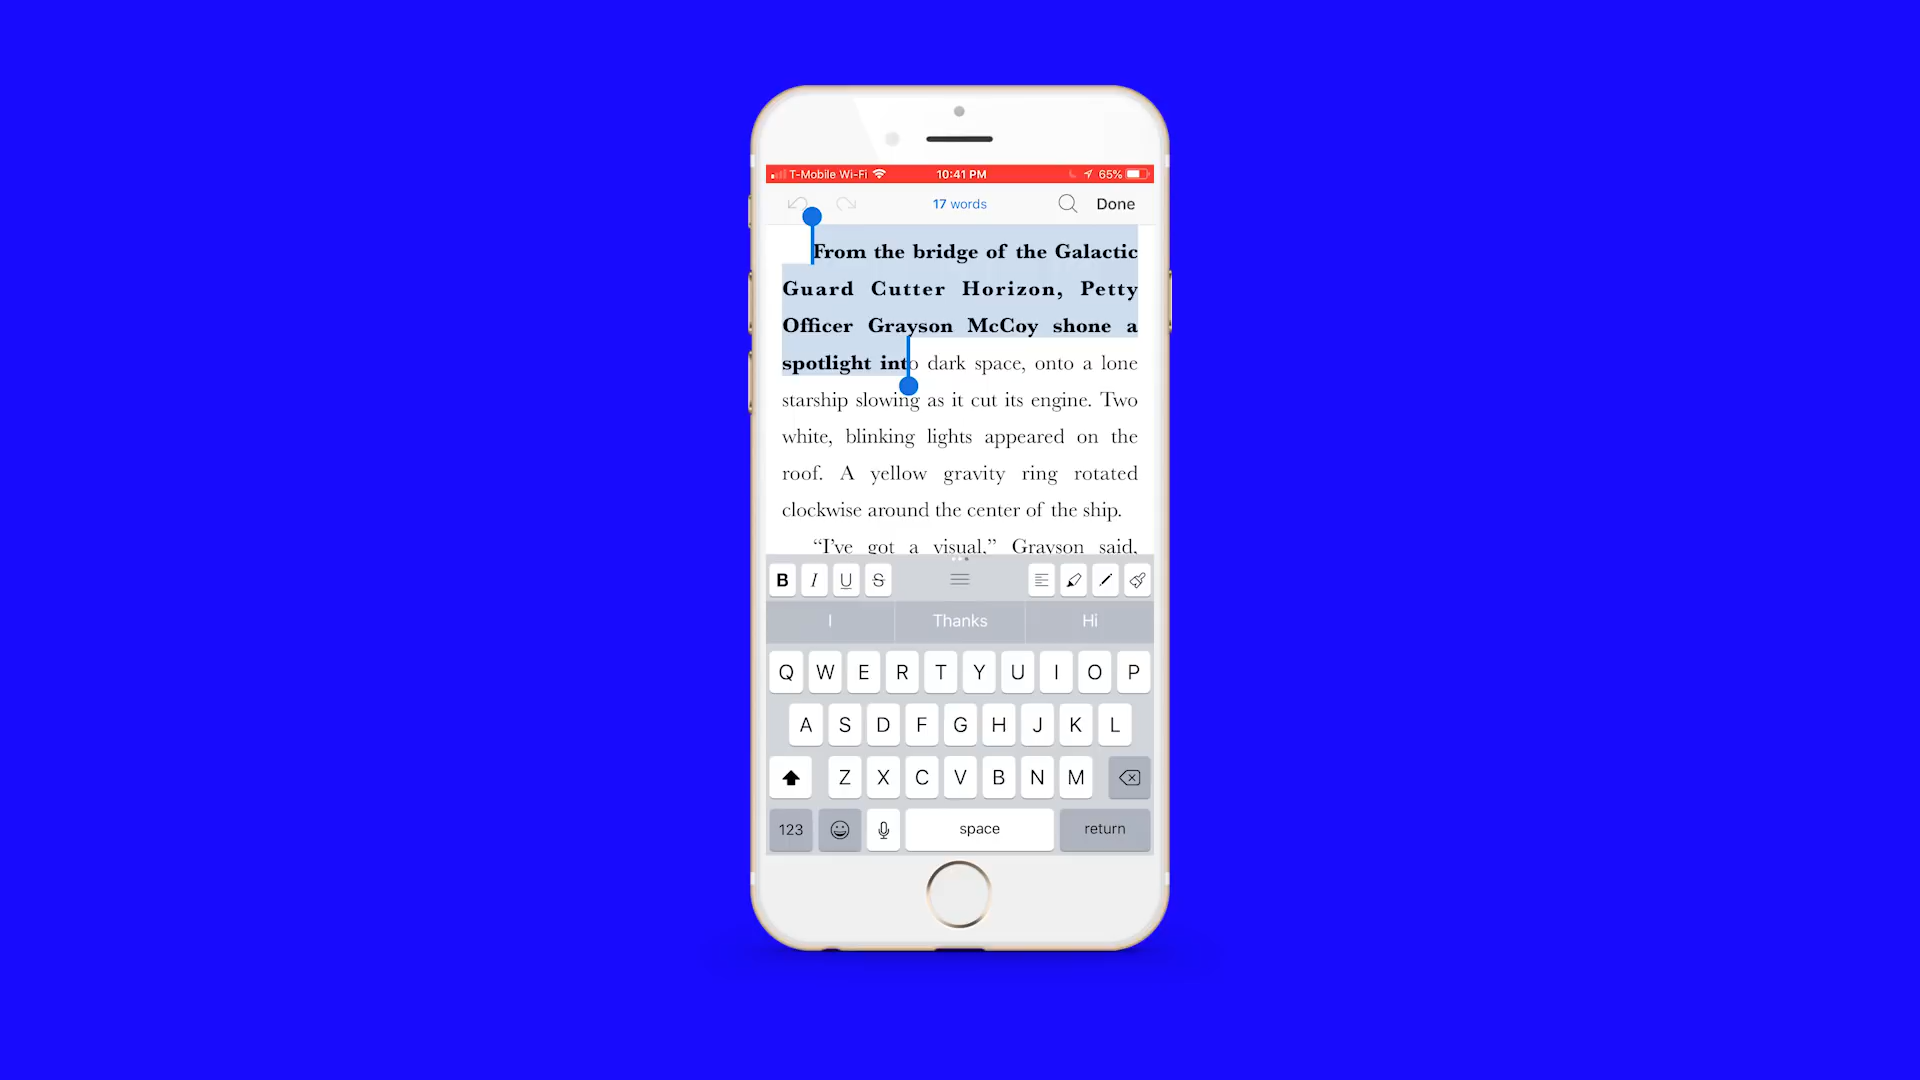 T-Mobile Wi-Fi 10:41 PM 65%
17 words Done
From the bridge of the Galactic
Guard Cutter Horizon, Petty
Officer Grayson McCoy shone a
spotlight into dark space, onto a lone
starship slowing as it cut its engine. Two
white, blinking lights appeared on the
roof. A yellow gravity ring rotated
clockwise around the center of the ship.
“I’ve got a visual,” Grayson said,
B I U S
I Thanks Hi
Q W E R T Y U I O P
A S D F G H J K L
Z X C V B N M
123 space return